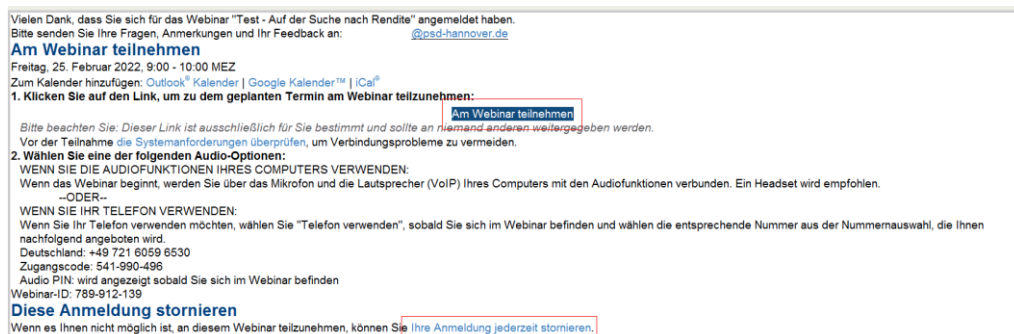 Vielen Dank, dass Sie sich für das Webinar "Test - Auf der Suche nach Rendite" angemeldet haben.
Bitte senden Sie Ihre Fragen, Anmerkungen und Ihr Feedback an: @psd-hannover.de
Am Webinar teilnehmen
Freitag, 25. Februar 2022, 9:00 - 10:00 MEZ
Zum Kalender hinzufügen: Outlook® Kalender | Google Kalender™ | iCal®
1. Klicken Sie auf den Link, um zu dem geplanten Termin am Webinar teilzunehmen:
Am Webinar teilnehmen
Bitte beachten Sie: Dieser Link ist ausschließlich für Sie bestimmt und sollte an niemand anderen weitergegeben werden.
Vor der Teilnahme die Systemanforderungen überprüfen, um Verbindungsprobleme zu vermeiden.
2. Wählen Sie eine der folgenden Audio-Optionen:
WENN SIE DIE AUDIOFUNKTIONEN IHRES COMPUTERS VERWENDEN:
Wenn das Webinar beginnt, werden Sie über das Mikrofon und die Lautsprecher (VoIP) Ihres Computers mit den Audiofunktionen verbunden. Ein Headset wird empfohlen.
--ODER--
WENN SIE IHR TELEFON VERWENDEN:
Wenn Sie Ihr Telefon verwenden möchten, wählen Sie "Telefon verwenden", sobald Sie sich im Webinar befinden und wählen die entsprechende Nummer aus der Nummernauswahl, die Ihnen
nachfolgend angeboten wird.
Deutschland: +49 721 6059 6530
Zugangscode: 541-990-496
Audio PIN: wird angezeigt sobald Sie sich im Webinar befinden
Webinar-ID: 789-912-139
Diese Anmeldung stornieren
Wenn es Ihnen nicht möglich ist, an diesem Webinar teilzunehmen, können Sie Ihre Anmeldung jederzeit stornieren.